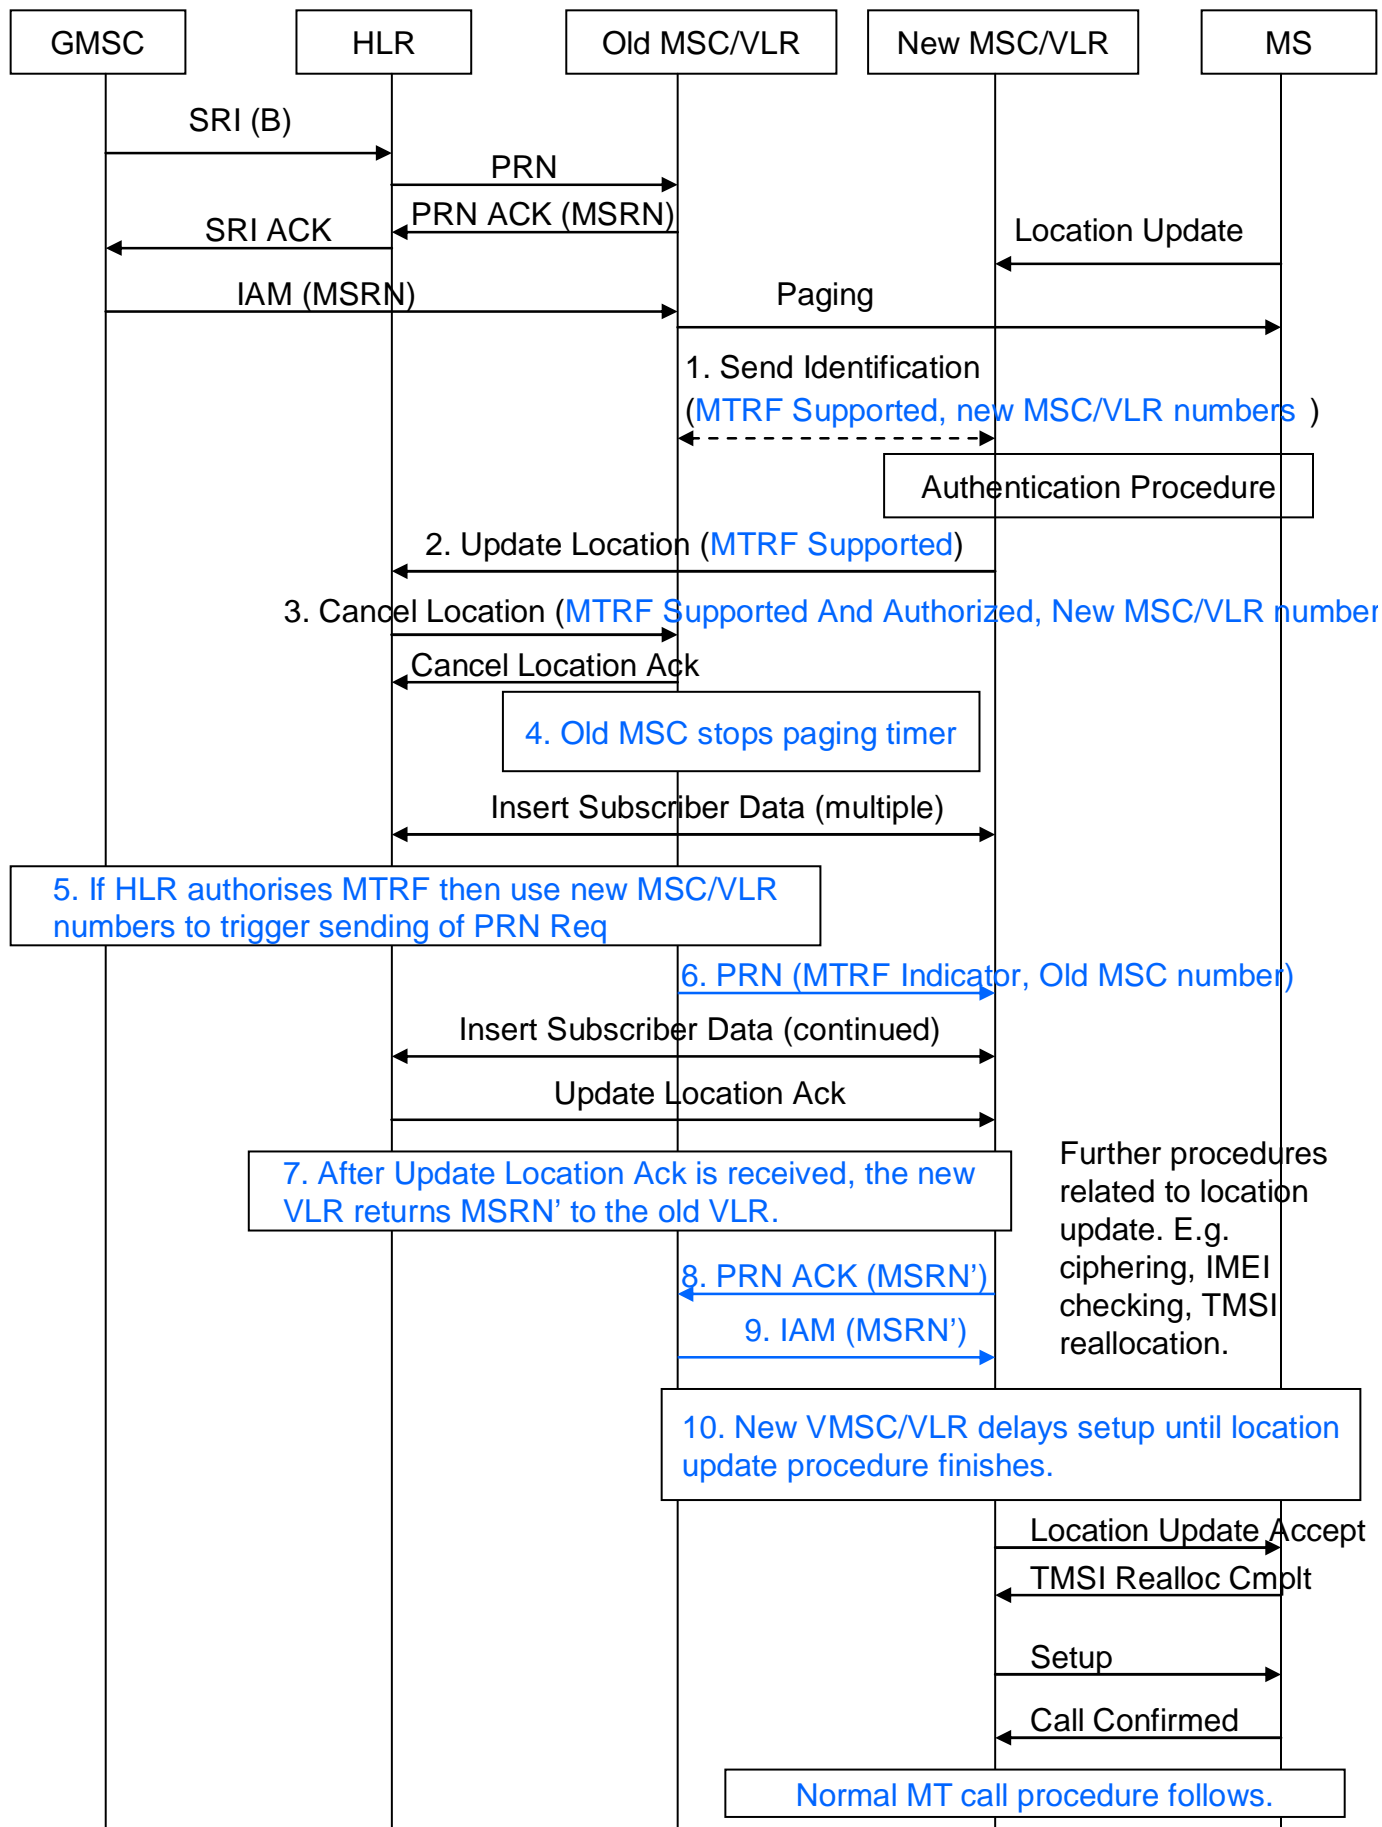 GMSC
HLR
Old MSC/VLR
New MSC/VLR
MS
SRI (B)
PRN
PRN ACK (MSRN)
SRI ACK
Location Update
IAM (MSRN)
Paging
1. Send Identification
(MTRF Supported, new MSC/VLR numbers )
Authentication Procedure
2. Update Location (MTRF Supported)
3. Cancel Location (MTRF Supported And Authorized, New MSC/VLR number
Cancel Location Ack
4. Old MSC stops paging timer
Insert Subscriber Data (multiple)
5. If HLR authorises MTRF then use new MSC/VLR
numbers to trigger sending of PRN Req
6. PRN (MTRF Indicator, Old MSC number)
Insert Subscriber Data (continued)
Update Location Ack
7. After Update Location Ack is received, the new
VLR returns MSRN’ to the old VLR.
Further procedures
related to location
update. E.g.
ciphering, IMEI
checking, TMSI
reallocation.
8. PRN ACK (MSRN’)
9. IAM (MSRN’)
10. New VMSC/VLR delays setup until location
update procedure finishes.
Location Update Accept
TMSI Realloc Cmplt
Setup
Call Confirmed
Normal MT call procedure follows.